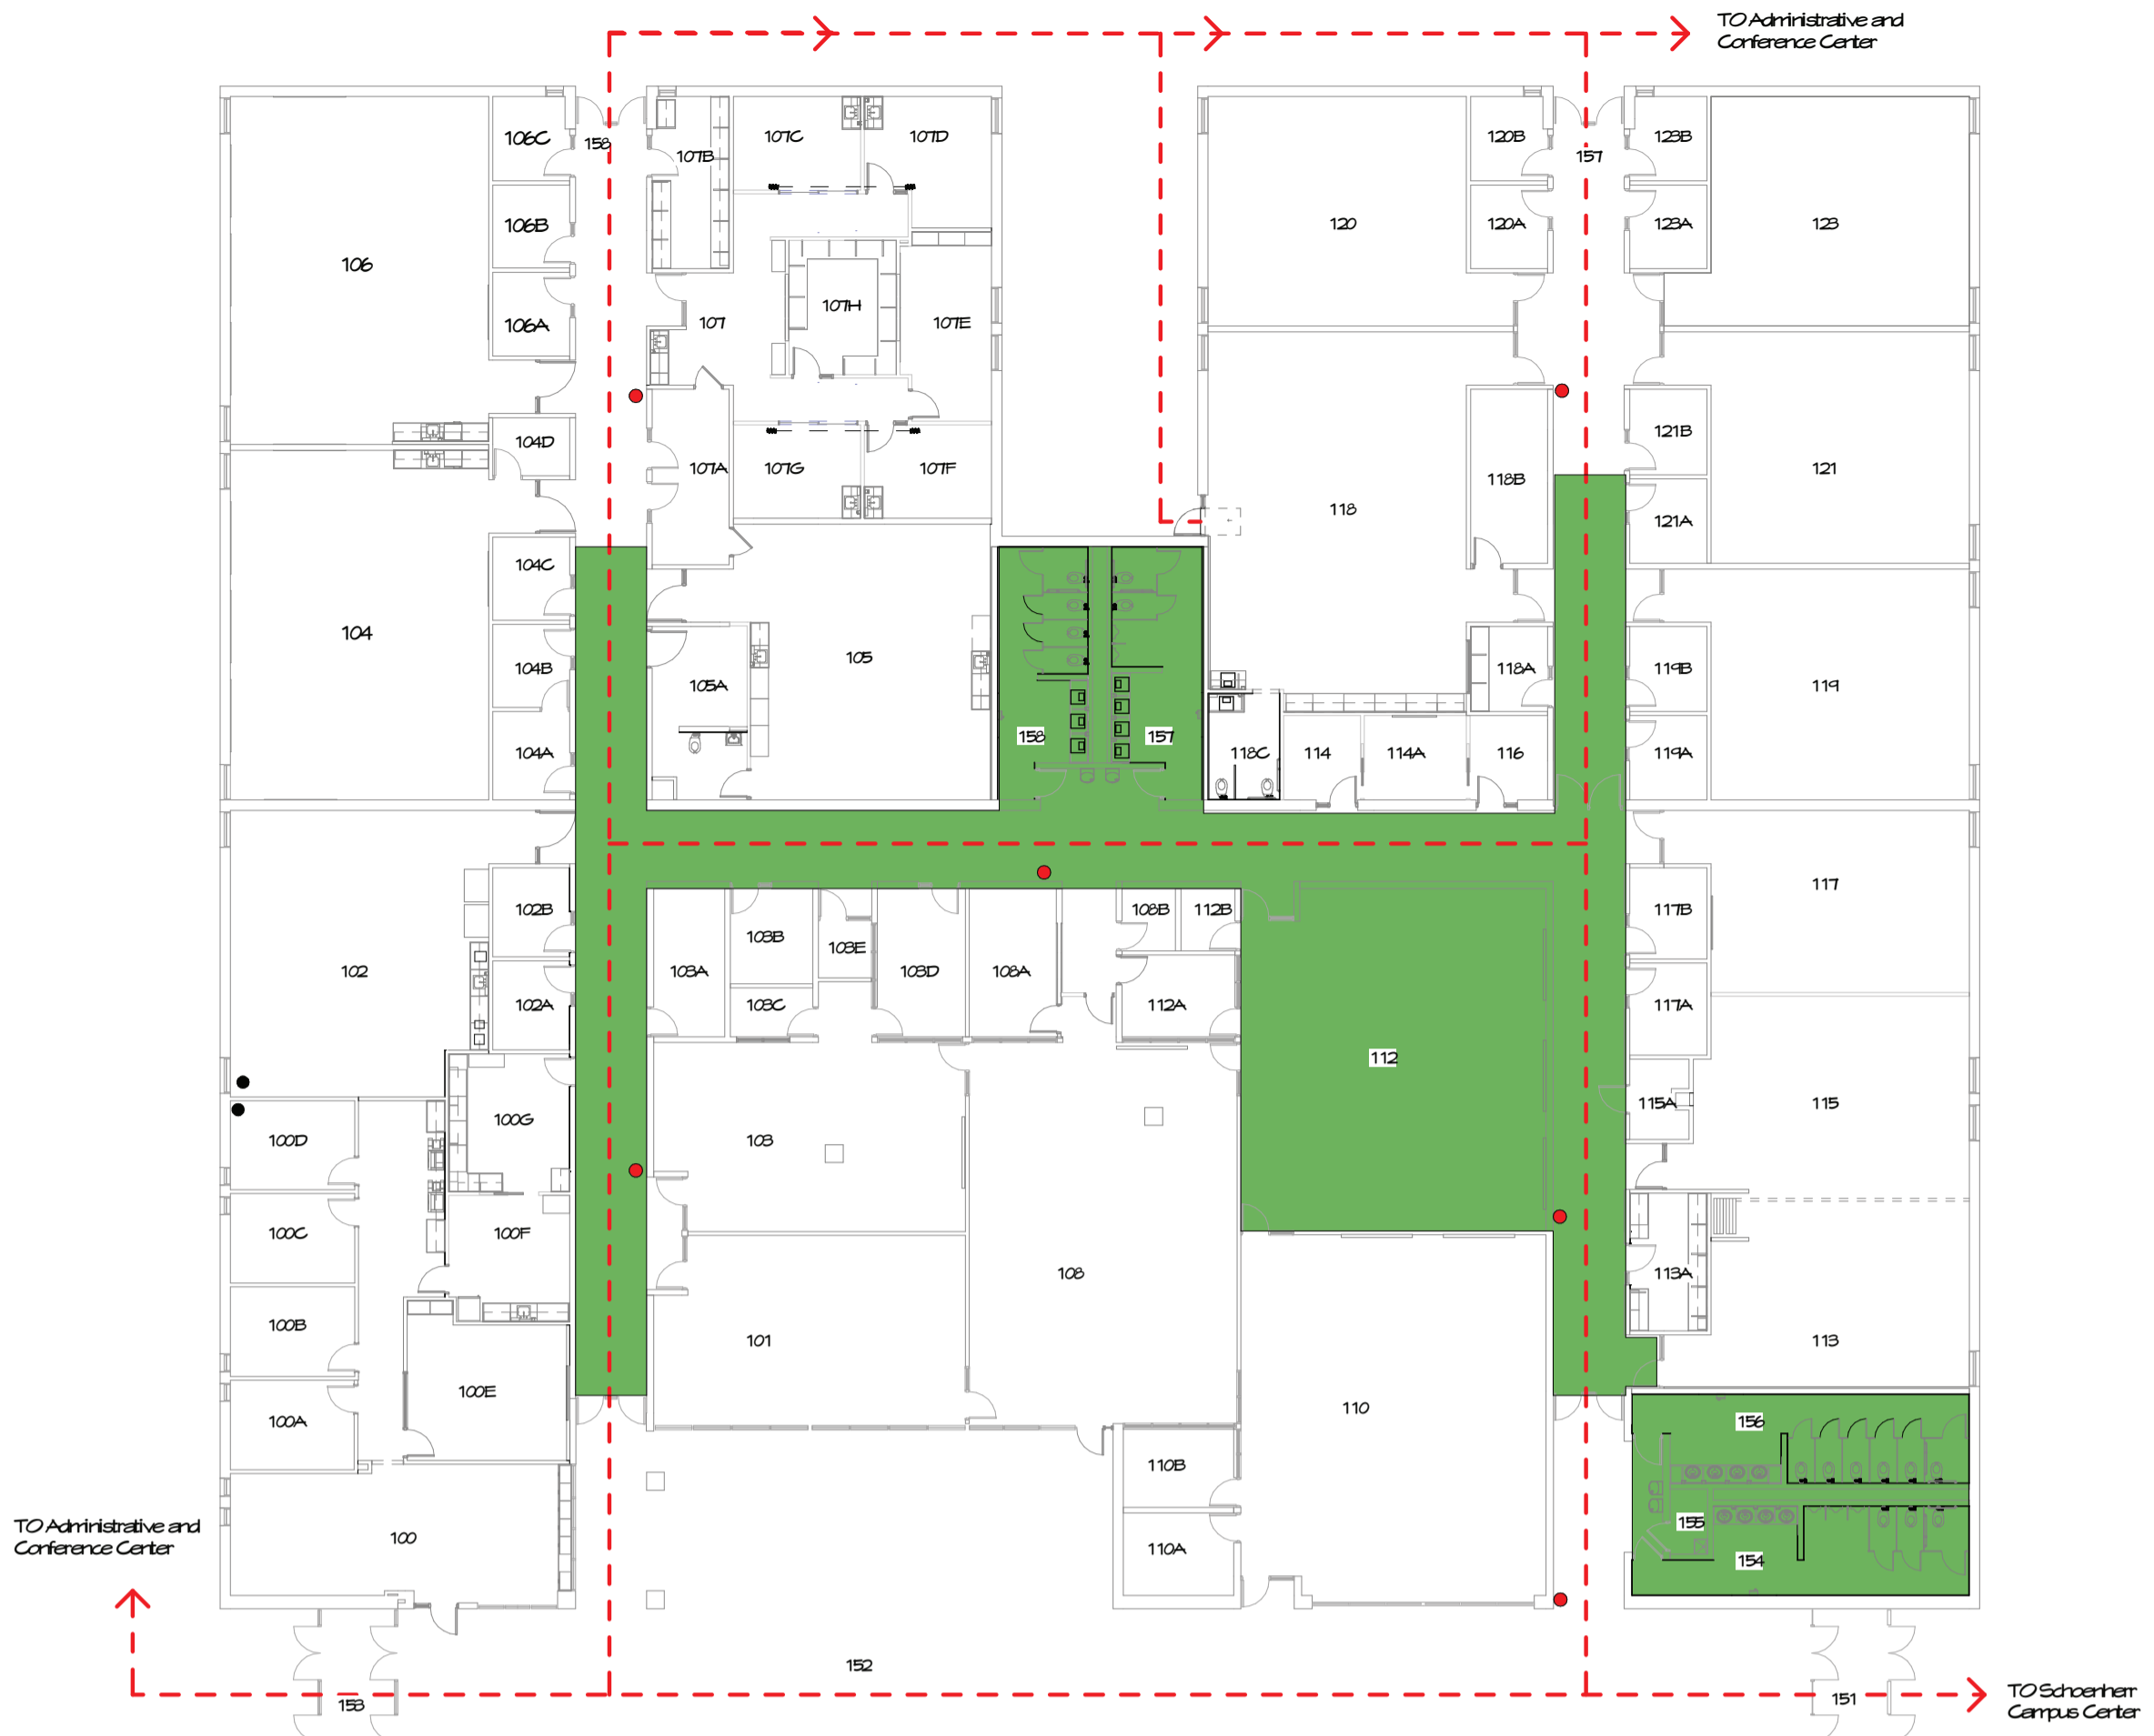 TO Administrative and
Conference Center
106C
158
107B
107C
107D
120B
157
123B
106
106B
106A
107
107H
107E
120
120A
123A
123
104D
107A
107G
107F
118
118B
121B
121A
121
104
104C
104B
104A
105A
105
158
157
118C
114
114A
116
118A
119B
119A
119
102
102B
102A
103A
103B
103C
103E
103D
108A
108B
112B
112A
112
117
117B
117A
115A
115
100D
100C
100B
100A
100G
100F
100E
103
101
108
110
113A
113
110B
110A
156
155
154
TO Administrative and
Conference Center
100
152
153
151
TO Schoenherr
Campus Center